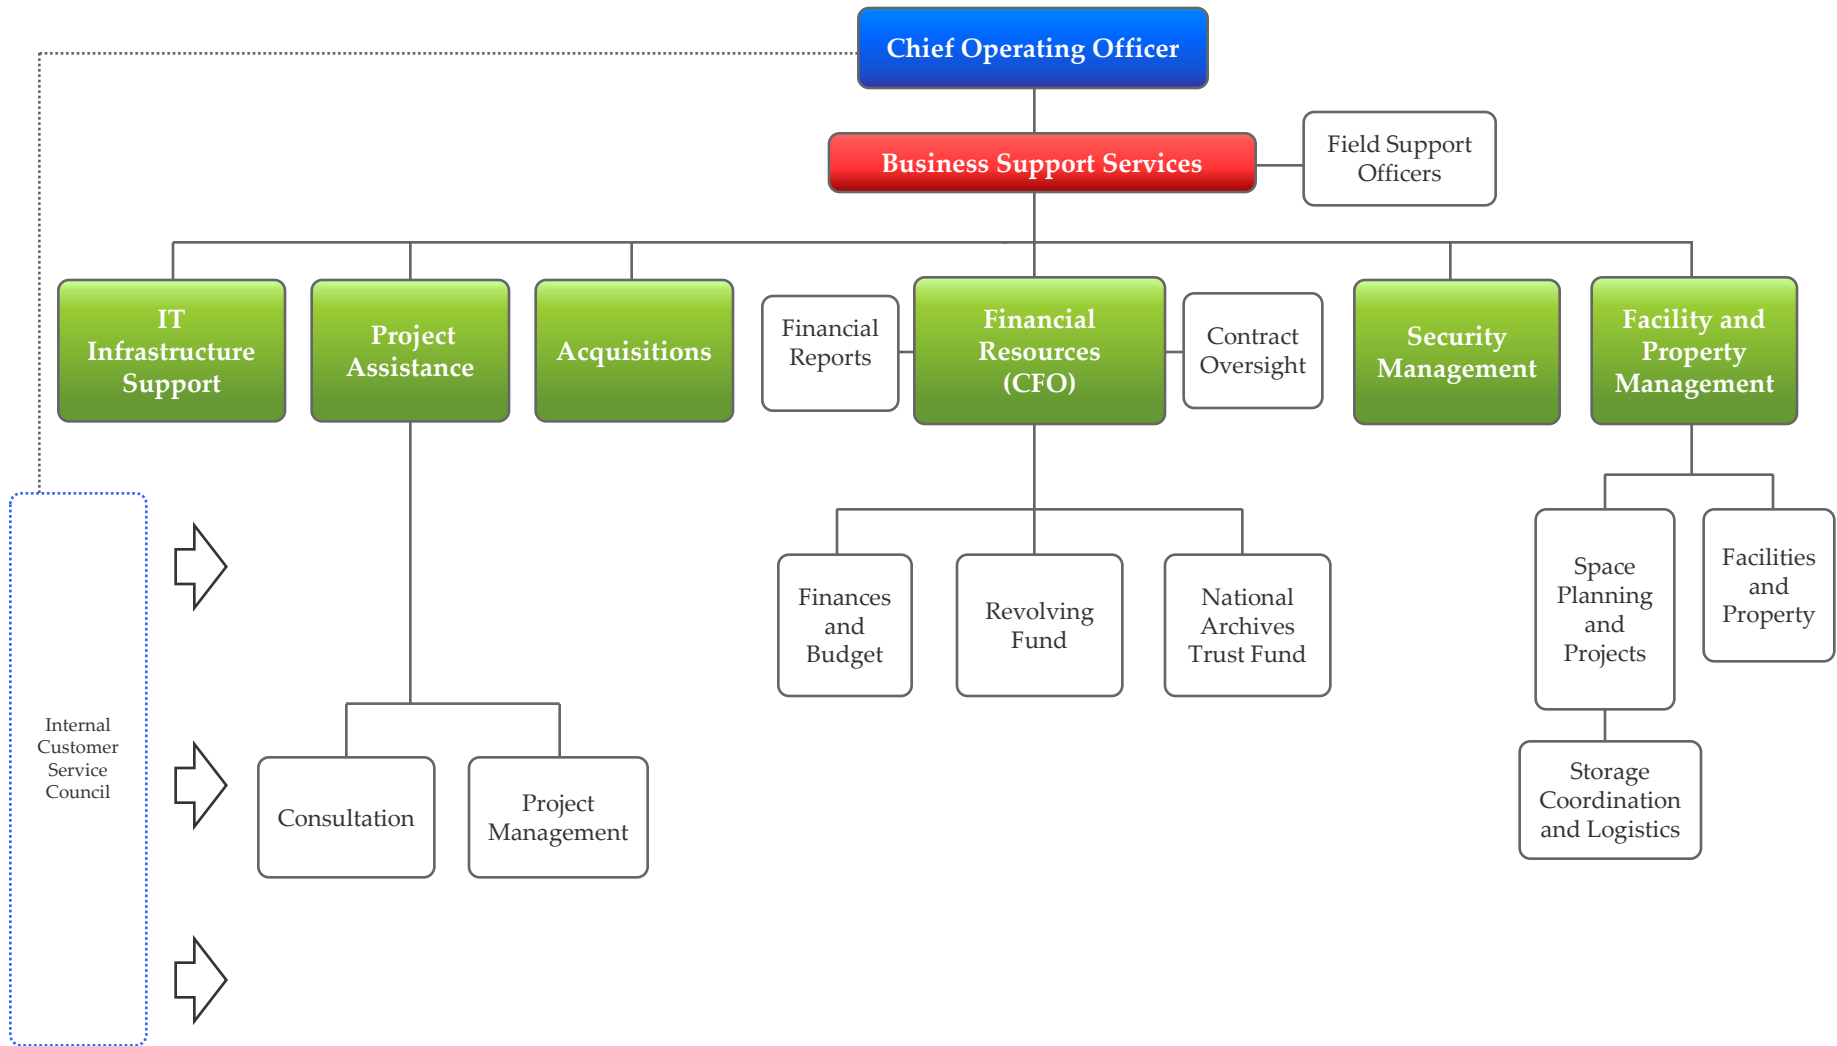 Chief Operating Officer
Business Support Services
Field Support
Officers
IT
Infrastructure
Support
Project
Assistance
Acquisitions
Financial
Reports
Financial
Resources
(CFO)
Contract
Oversight
Security
Management
Facility and
Property
Management
Finances
and
Budget
Revolving
Fund
National
Archives
Trust Fund
Space
Planning
and
Projects
Facilities
and
Property
Internal
Customer
Service
Council
Consultation
Project
Management
Storage
Coordination
and Logistics